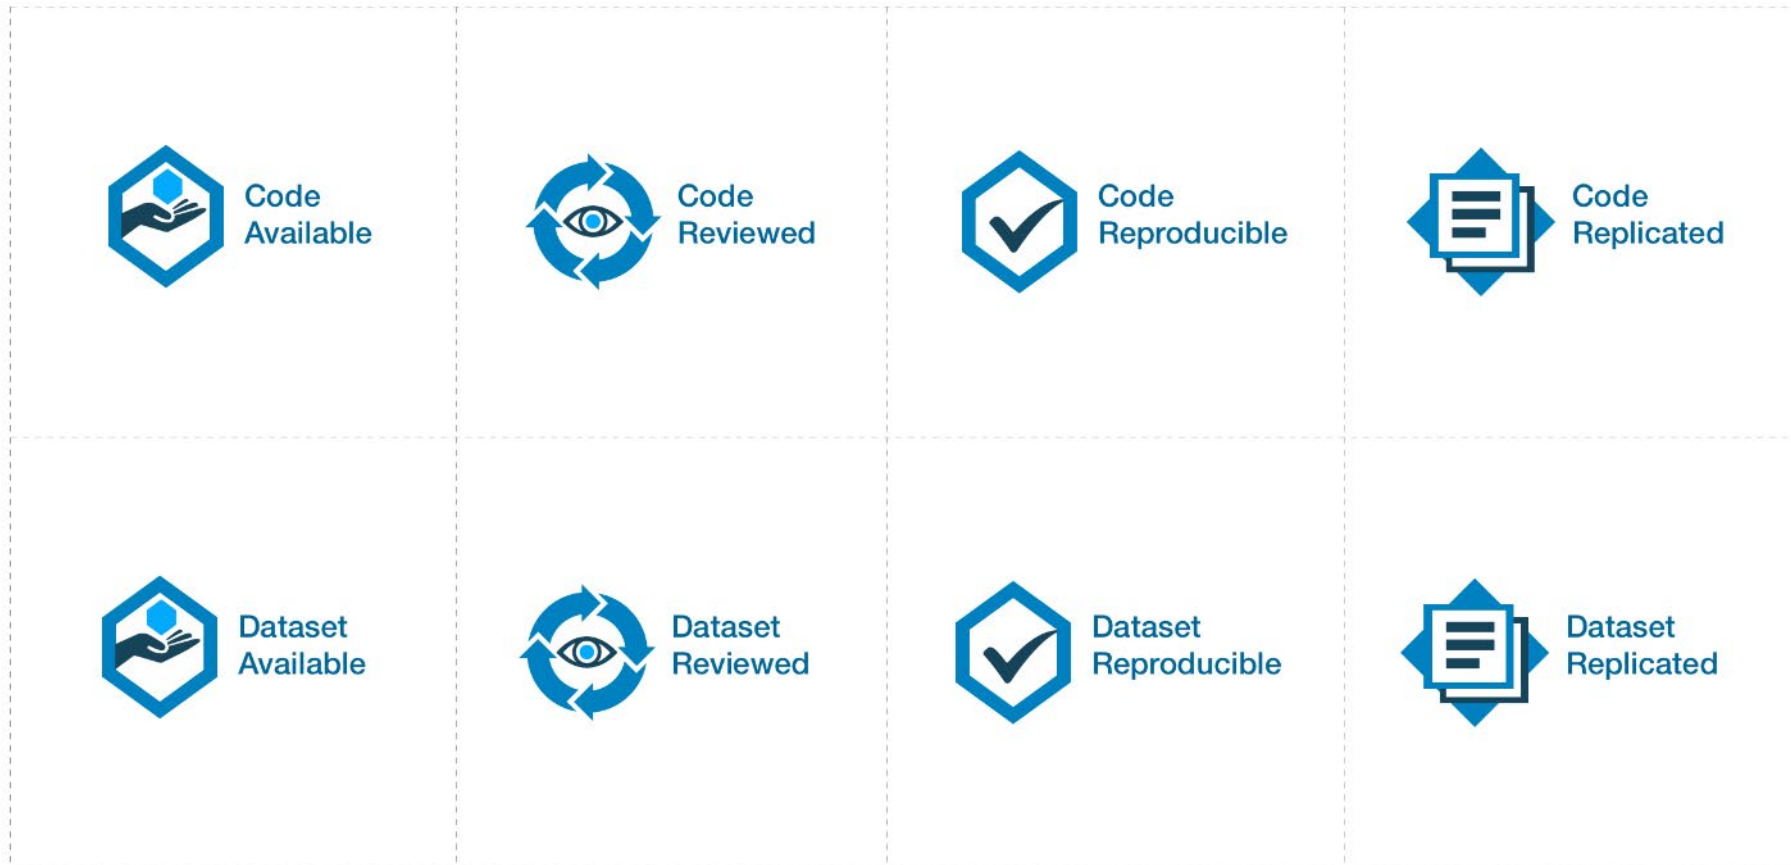 Code
Available
Code
Reviewed
Code
Reproducible
Code
Replicated
Dataset
Available
Dataset
Reviewed
Dataset
Reproducible
Dataset
Replicated